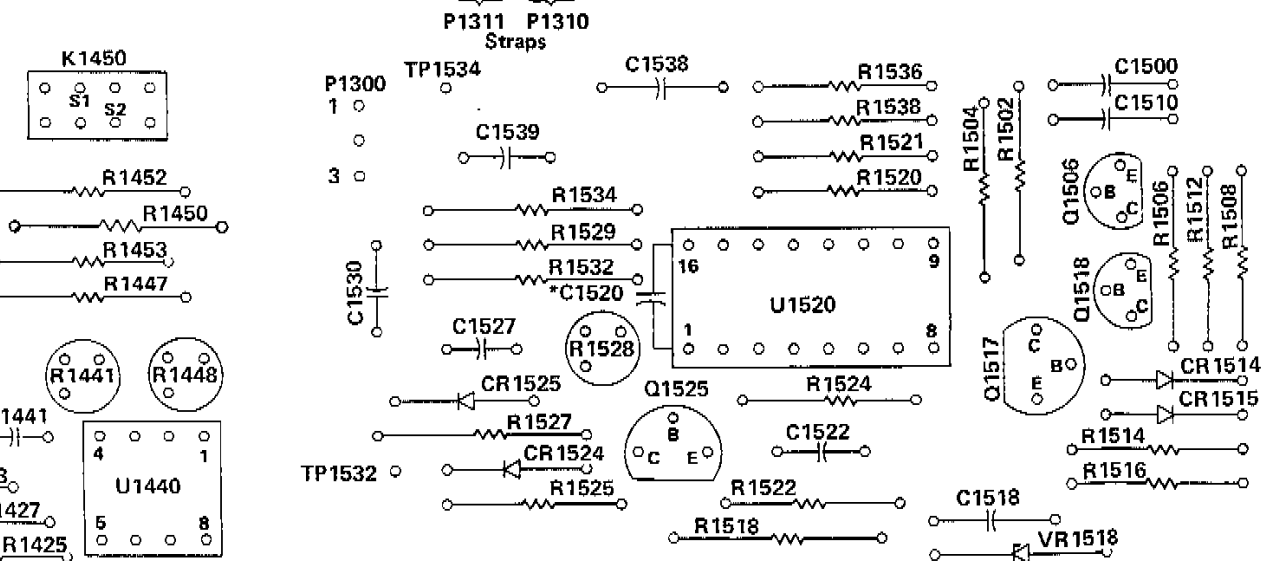 P1311 P1310
Straps
K1450
S1
S2
P1300
1
3
TP1534
C1538
R1536
R1538
R1521
R1520
R1504
R1502
C1500
C1510
C1539
Q1506
E
B
C
R1506
R1512
R1508
R1452
R1450
R1453
R1447
R1534
R1529
R1532
*C1520
C1530
16
9
U1520
1
8
Q1518
E
B
C
C1527
R1528
R1441
R1448
Q1517
C
B
E
CR1514
CR1515
CR1525
Q1525
B
C
E
R1524
R1527
C1522
R1514
CR1524
TP1532
R1516
1441
4
1
U1440
5
8
R1525
R1522
C1518
R1518
VR1518
3
1427
R1425